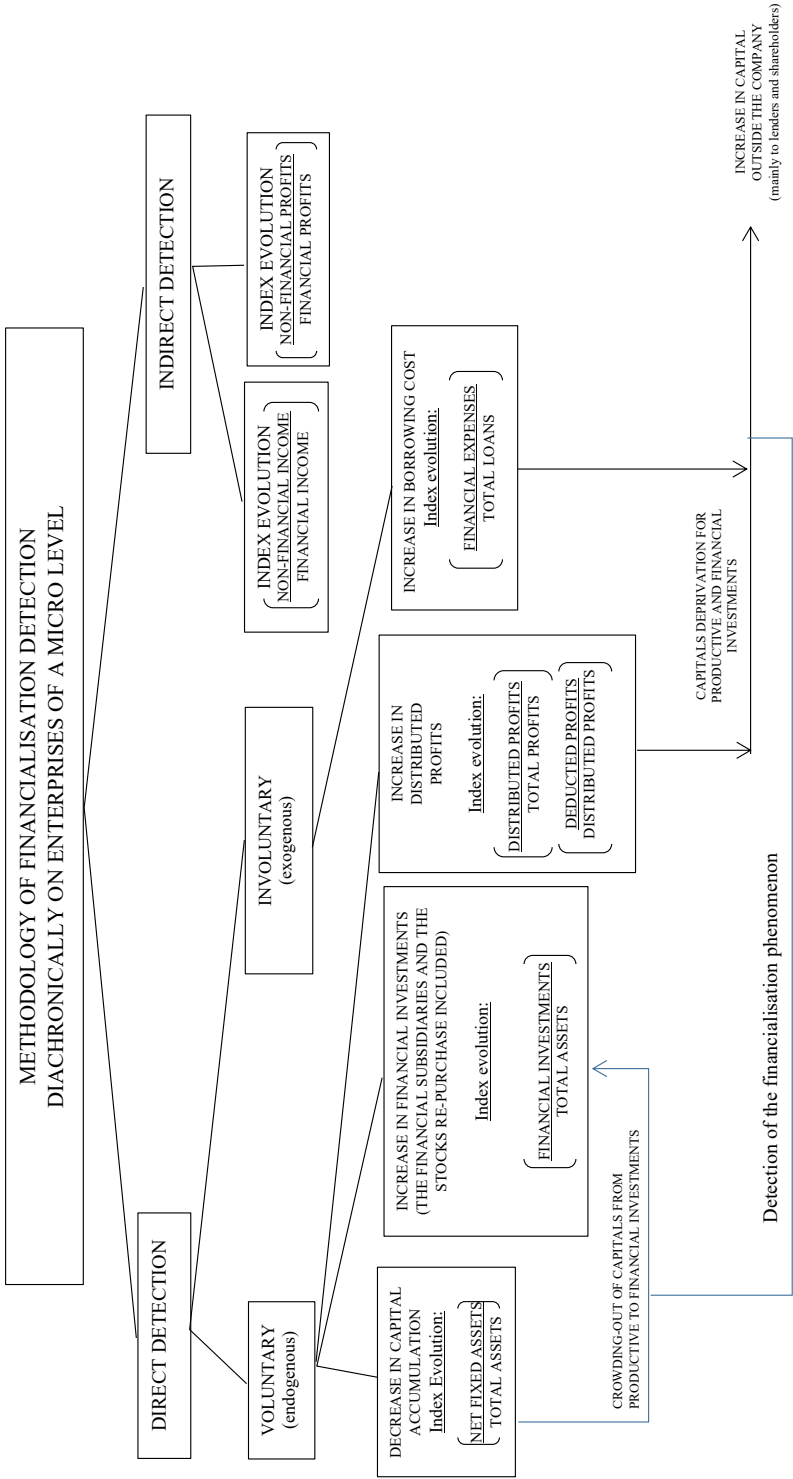 METHODOLOGY OF FINANCIALISATION DETECTION
DIACHRONICALLY ON ENTERPRISES OF A MICRO LEVEL
DIRECT DETECTION
INDIRECT DETECTION
VOLUNTARY
(endogenous)
INVOLUNTARY
(exogenous)
INDEX EVOLUTION
NON-FINANCIAL INCOME
FINANCIAL INCOME
INDEX EVOLUTION
NON-FINANCIAL PROFITS
FINANCIAL PROFITS
DECREASE IN CAPITAL
ACCUMULATION
Index Evolution:
NET FIXED ASSETS
TOTAL ASSETS
INCREASE IN FINANCIAL INVESTMENTS
(THE FINANCIAL SUBSIDIARIES AND THE
STOCKS RE-PURCHASE INCLUDED)
Index evolution:
FINANCIAL INVESTMENTS
TOTAL ASSETS
INCREASE IN
DISTRIBUTED
PROFITS
Index evolution:
DISTRIBUTED PROFITS
TOTAL PROFITS
DEDUCTED PROFITS
DISTRIBUTED PROFITS
INCREASE IN BORROWING COST
Index evolution:
FINANCIAL EXPENSES
TOTAL LOANS
CROWDING-OUT OF CAPITALS FROM
PRODUCTIVE TO FINANCIAL INVESTMENTS
CAPITALS DEPRIVATION FOR
PRODUCTIVE AND FINANCIAL
INVESTMENTS
INCREASE IN CAPITAL
OUTSIDE THE COMPANY
(mainly to lenders and shareholders)
Detection of the financialisation phenomenon